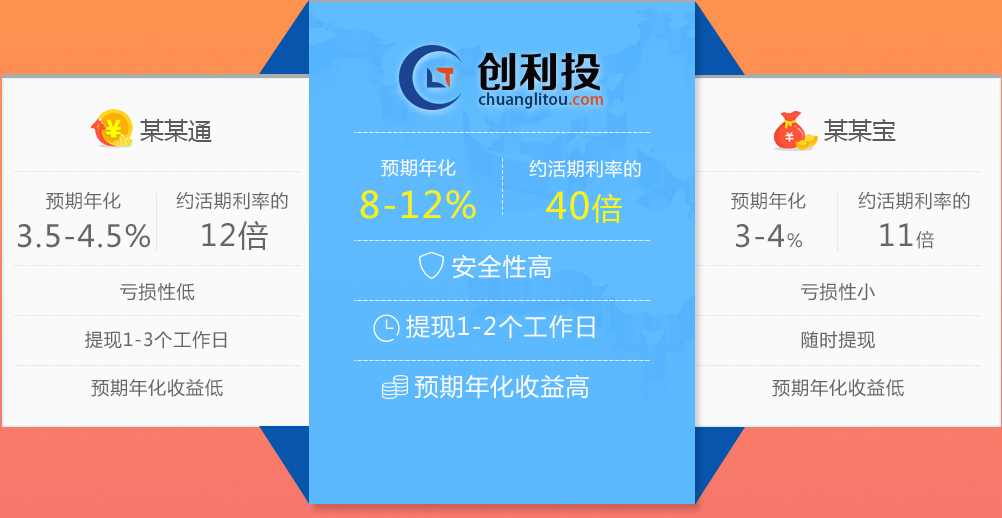 某某通
预期年化
3.5-4.5%
约活期利率的
12倍
亏损性低
提现1-3个工作日
预期年化收益低
创利投
chuanglitou.com
预期年化
8-12%
约活期利率的
40倍
安全性高
提现1-2个工作日
预期年化收益高
某某宝
预期年化
3-4%
约活期利率的
11倍
亏损性小
随时提现
预期年化收益低